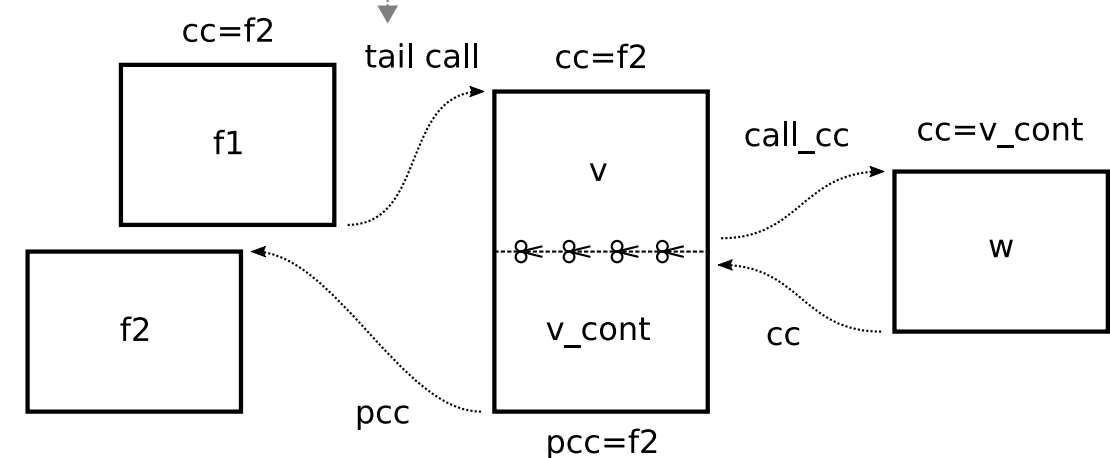 cc=f2
tail call
cc=f2
f1
v
call_cc
cc=v_cont
w
f2
v_cont
cc
pcc
pcc=f2